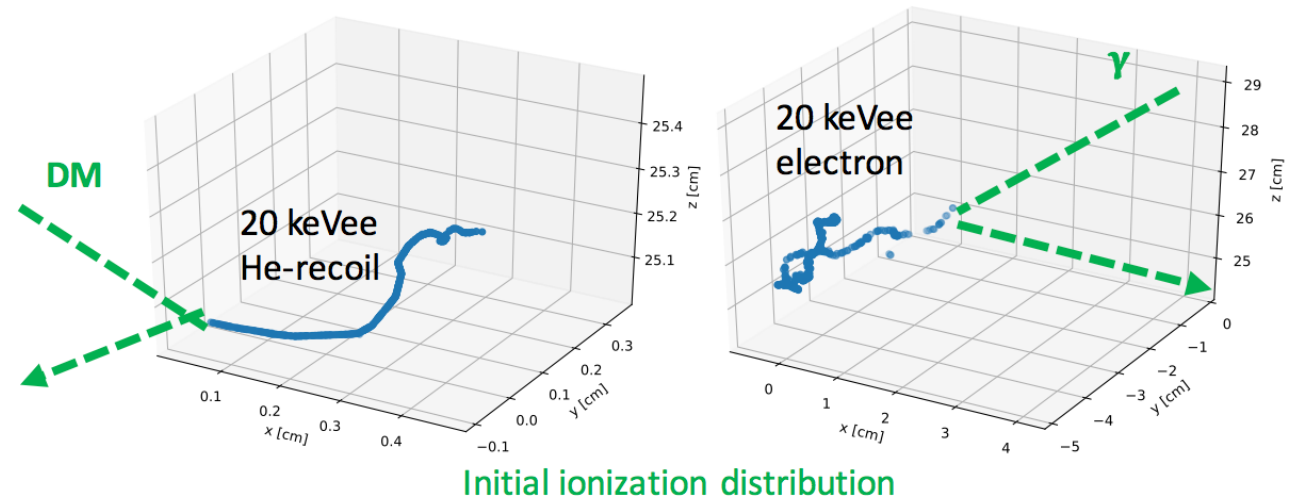 DM
20 keVee
He-recoil
25.4
25.3
25.2
25.1
z [cm]
0.1
0.2
0.3
0.4
x [cm]
−0.1
0.0
0.1
0.2
0.3
y [cm]
γ
20 keVee
electron
29
28
27
26
25
z [cm]
0
1
2
3
4
x [cm]
−5
−4
−3
−2
−1
0
y [cm]
Initial ionization distribution